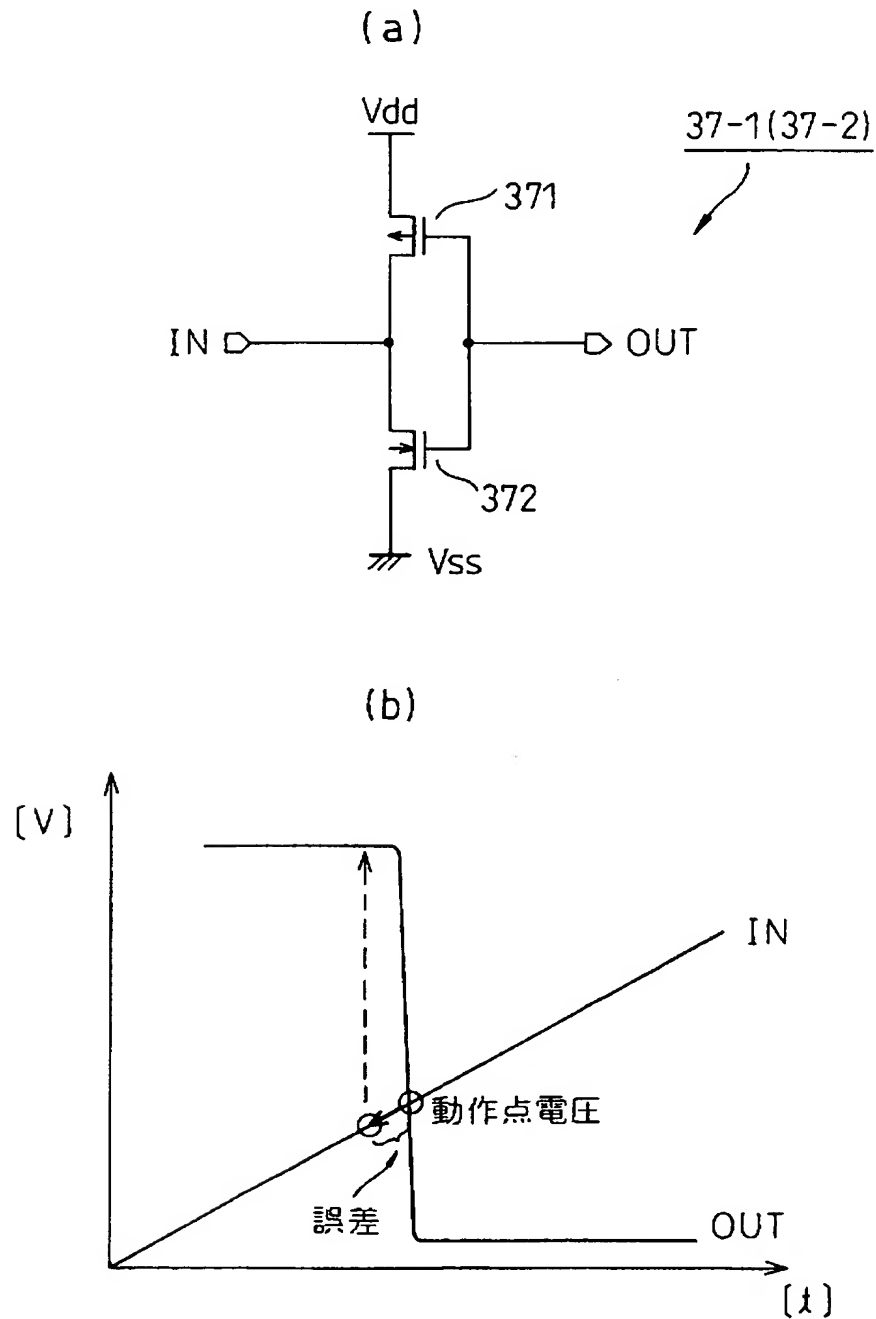 (a)
Vdd
37-1(37-2)
371
IN
OUT
372
Vss
(b)
[V]
IN
動作点電圧
誤差
OUT
[t]